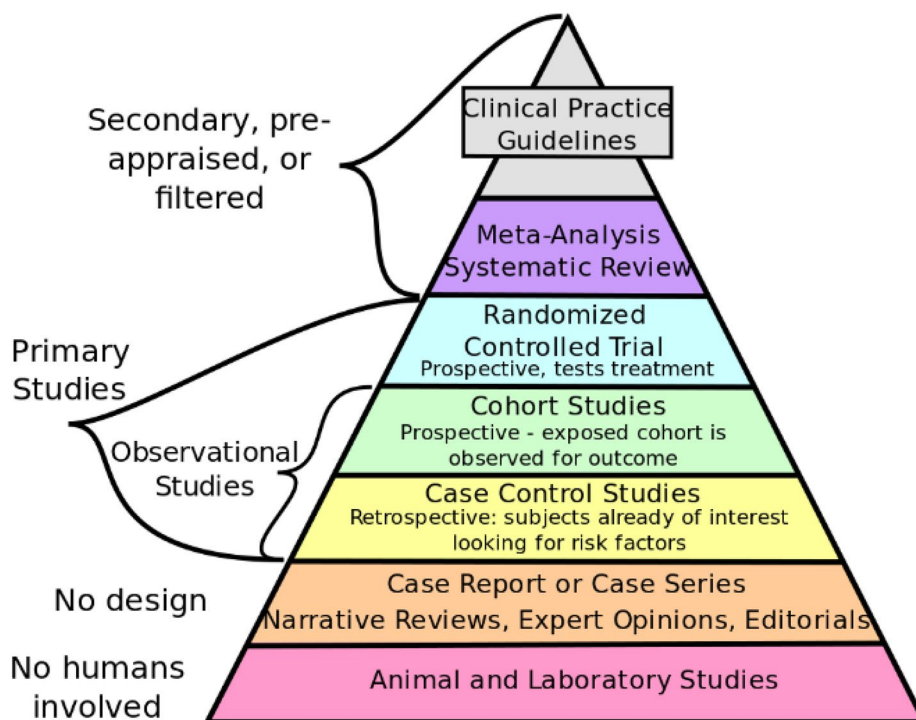 Clinical Practice
Guidelines
Secondary, pre-
appraised, or
filtered
Meta-Analysis
Systematic Review
Randomized
Controlled Trial
Prospective, tests treatment
Primary
Studies
Cohort Studies
Prospective - exposed cohort is
observed for outcome
Observational
Studies
Case Control Studies
Retrospective: subjects already of interest
looking for risk factors
No design
Case Report or Case Series
Narrative Reviews, Expert Opinions, Editorials
No humans
involved
Animal and Laboratory Studies